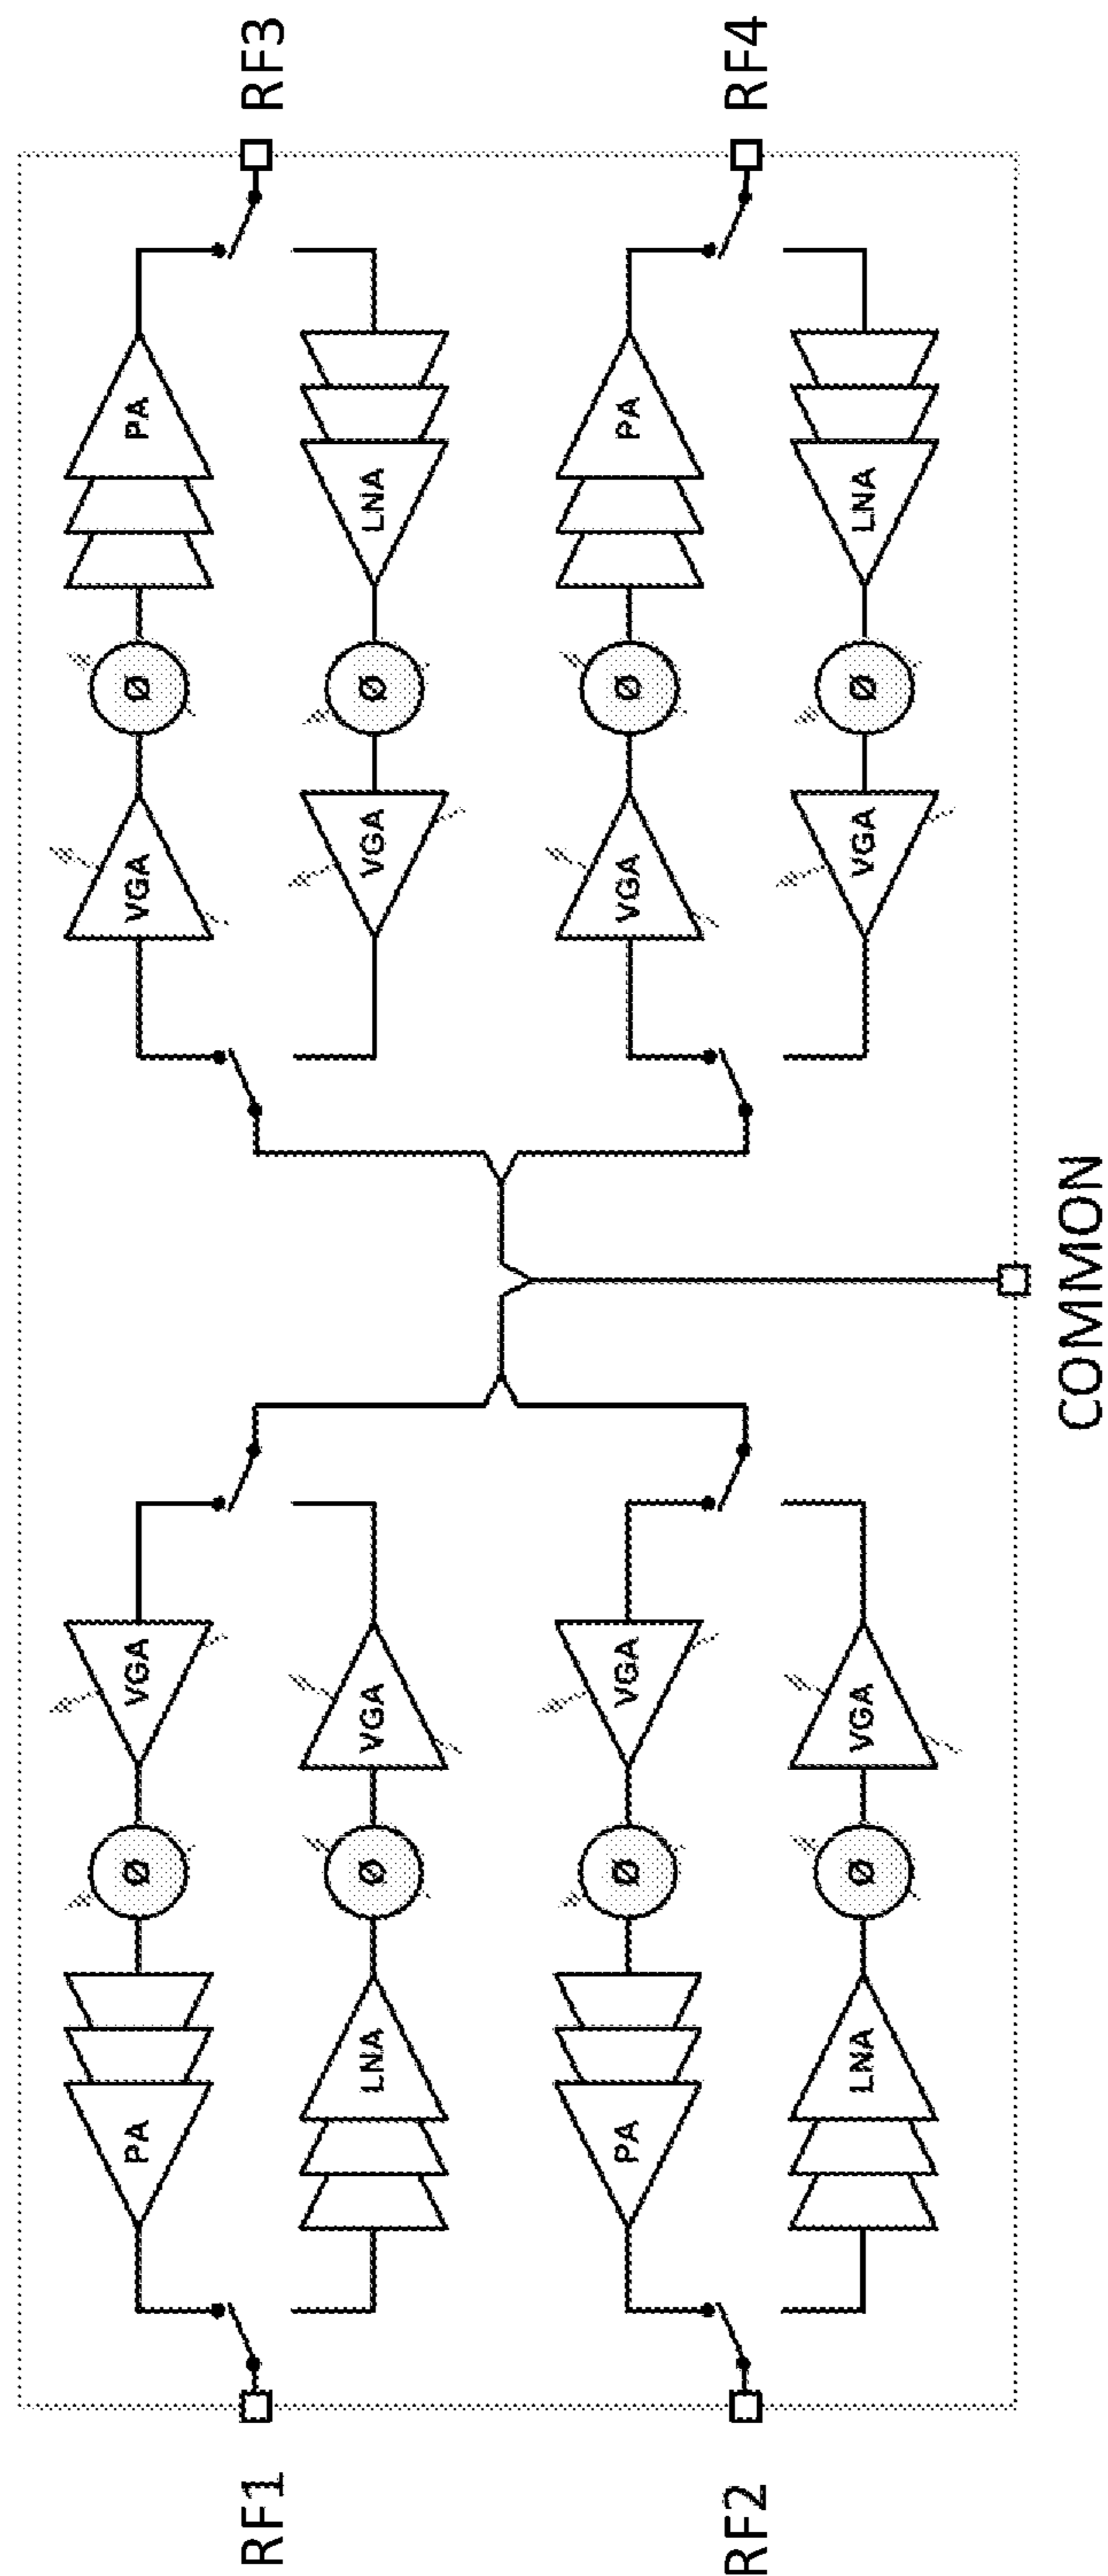 RF1
RF3
PA
Ø
VGA
VGA
Ø
PA
LNA
Ø
VGA
VGA
Ø
LNA
RF2
RF4
PA
Ø
VGA
VGA
Ø
PA
LNA
Ø
VGA
VGA
Ø
LNA
COMMON